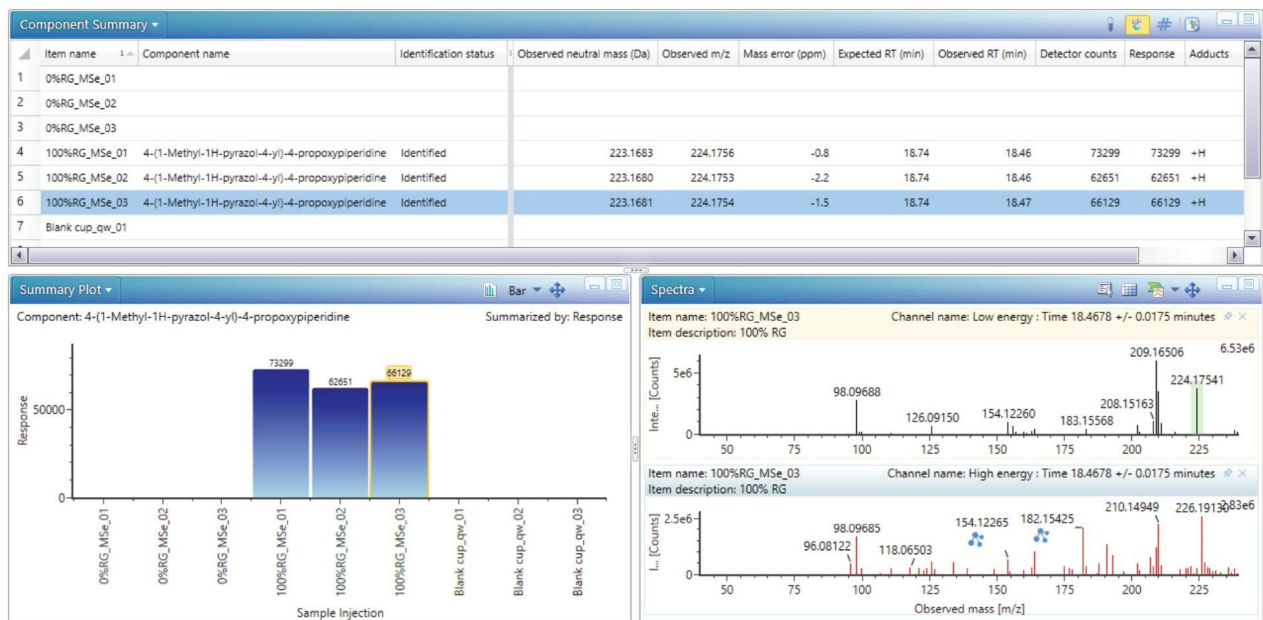 Component Summary
Item name 1 Component name Identification status Observed neutral mass (Da) Observed m/z Mass error (ppm) Expected RT (min) Observed RT (min) Detector counts Response Adducts
1 0%RG_MSe_01
2 0%RG_MSe_02
3 0%RG_MSe_03
4 100%RG_MSe_01 4-(1-Methyl-1H-pyrazol-4-yl)-4-propoxypiperidine Identified 223.1683 224.1756 -0.8 18.74 18.46 73299 73299 +H
5 100%RG_MSe_02 4-(1-Methyl-1H-pyrazol-4-yl)-4-propoxypiperidine Identified 223.1680 224.1753 -2.2 18.74 18.46 62651 62651 +H
6 100%RG_MSe_03 4-(1-Methyl-1H-pyrazol-4-yl)-4-propoxypiperidine Identified 223.1681 224.1754 -1.5 18.74 18.47 66129 66129 +H
7 Blank cup_qw_01
Summary Plot
Bar
Component: 4-(1-Methyl-1H-pyrazol-4-yl)-4-propoxypiperidine Summarized by: Response
Response
50000
0
73299
62651
66129
0%RG_MSe_01
0%RG_MSe_02
0%RG_MSe_03
100%RG_MSe_01
100%RG_MSe_02
100%RG_MSe_03
Blank cup_qw_01
Blank cup_qw_02
Blank cup_qw_03
Sample Injection
Spectra
Item name: 100%RG_MSe_03 Channel name: Low energy : Time 18.4678 +/- 0.0175 minutes
Item description: 100% RG
6.53e6
Inte... [Counts]
5e6
0
98.09688
126.09150
154.12260
183.15568
208.15163
209.16506
224.17541
50 75 100 125 150 175 200 225
Item name: 100%RG_MSe_03 Channel name: High energy : Time 18.4678 +/- 0.0175 minutes
Item description: 100% RG
I... [Counts]
2.5e6
0
96.08122
98.09685
118.06503
154.12265
182.15425
210.14949
50 75 100 125 150 175 200 225
Observed mass [m/z]